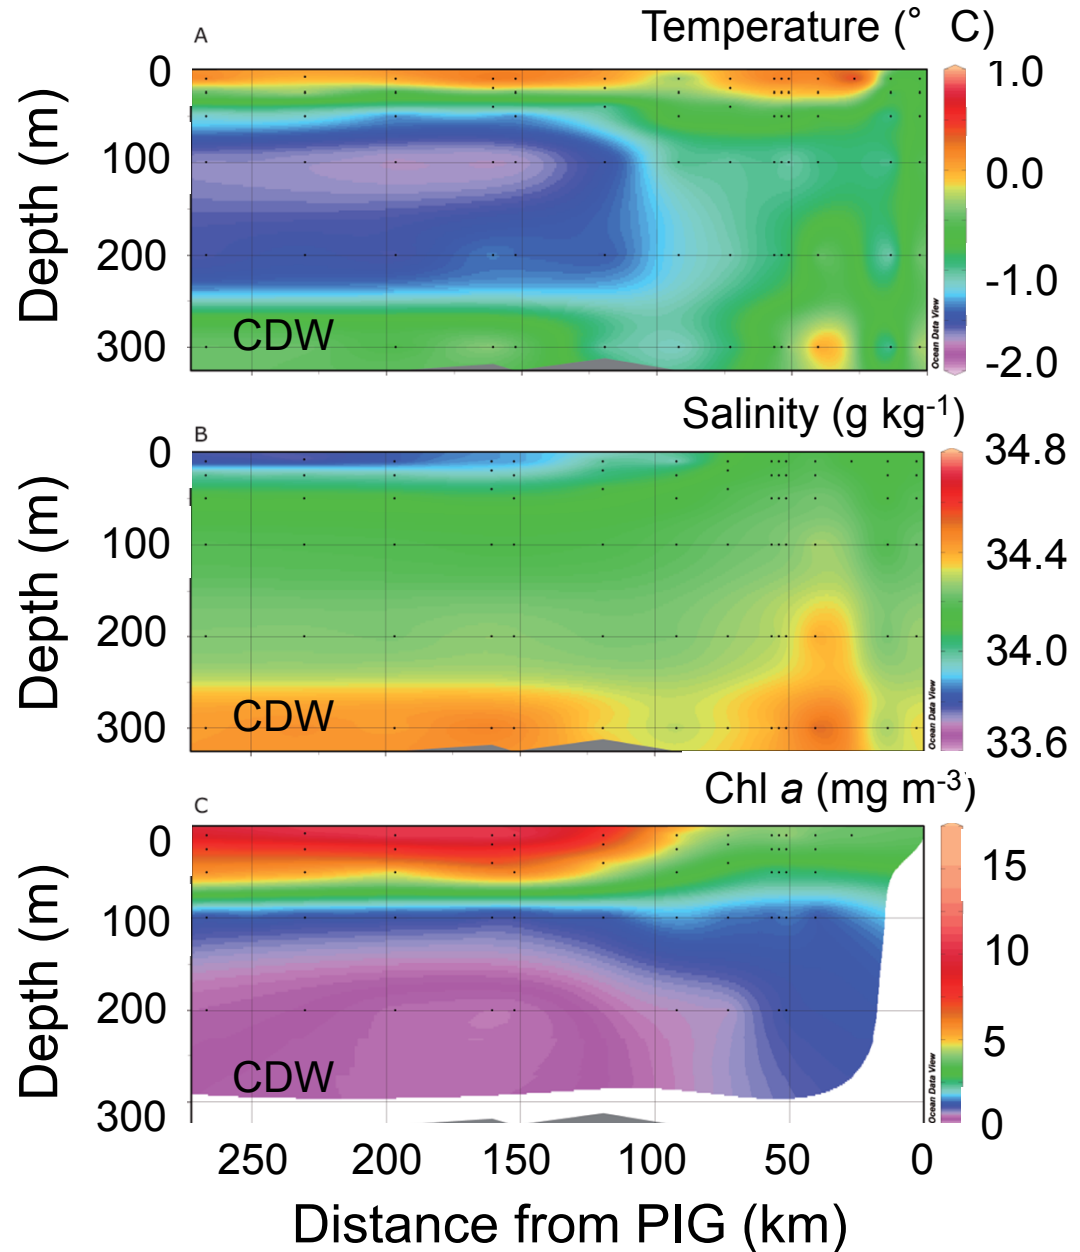 A
Temperature (° C)
0
100
200
300
Depth (m)
CDW
Ocean Data View
1.0
0.0
-1.0
-2.0
B
Salinity (g kg-1)
0
100
200
300
Depth (m)
CDW
Ocean Data View
34.8
34.4
34.0
33.6
C
Chl a (mg m-3)
0
100
200
300
Depth (m)
CDW
Ocean Data View
15
10
5
0
250 200 150 100 50 0
Distance from PIG (km)